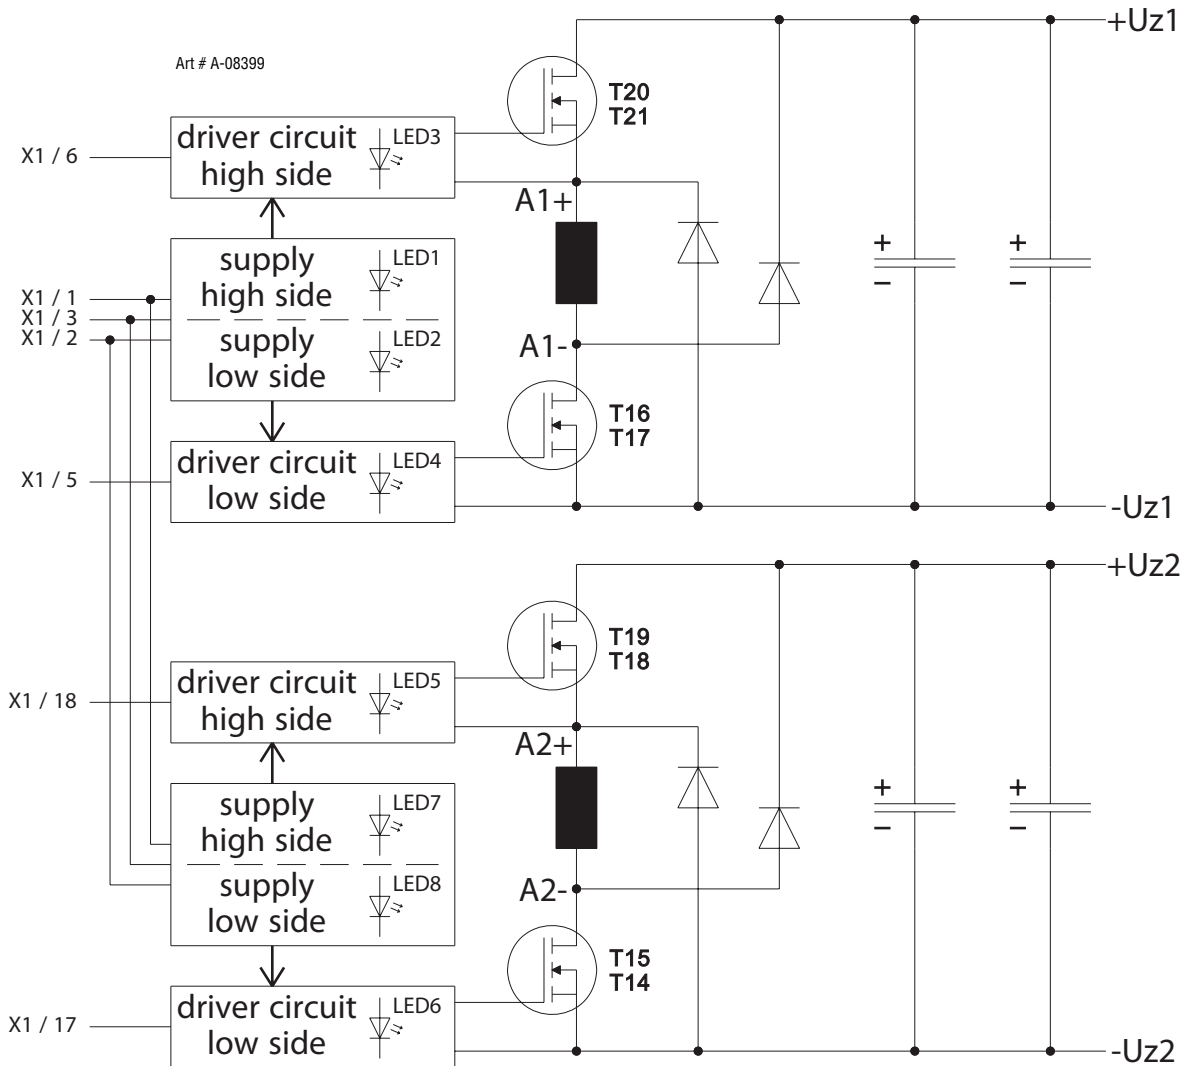 +Uz1
Art # A-08399
T20
T21
driver circuit
high side
LED3
X1 / 6
A1+
supply
high side
LED1
X1 / 1
X1 / 3
X1 / 2
supply
low side
LED2
+
–
+
–
A1-
T16
T17
driver circuit
low side
LED4
X1 / 5
-Uz1
+Uz2
T19
T18
driver circuit
high side
LED5
X1 / 18
A2+
supply
high side
LED7
+
–
+
–
supply
low side
LED8
A2-
T15
T14
driver circuit
low side
LED6
X1 / 17
-Uz2